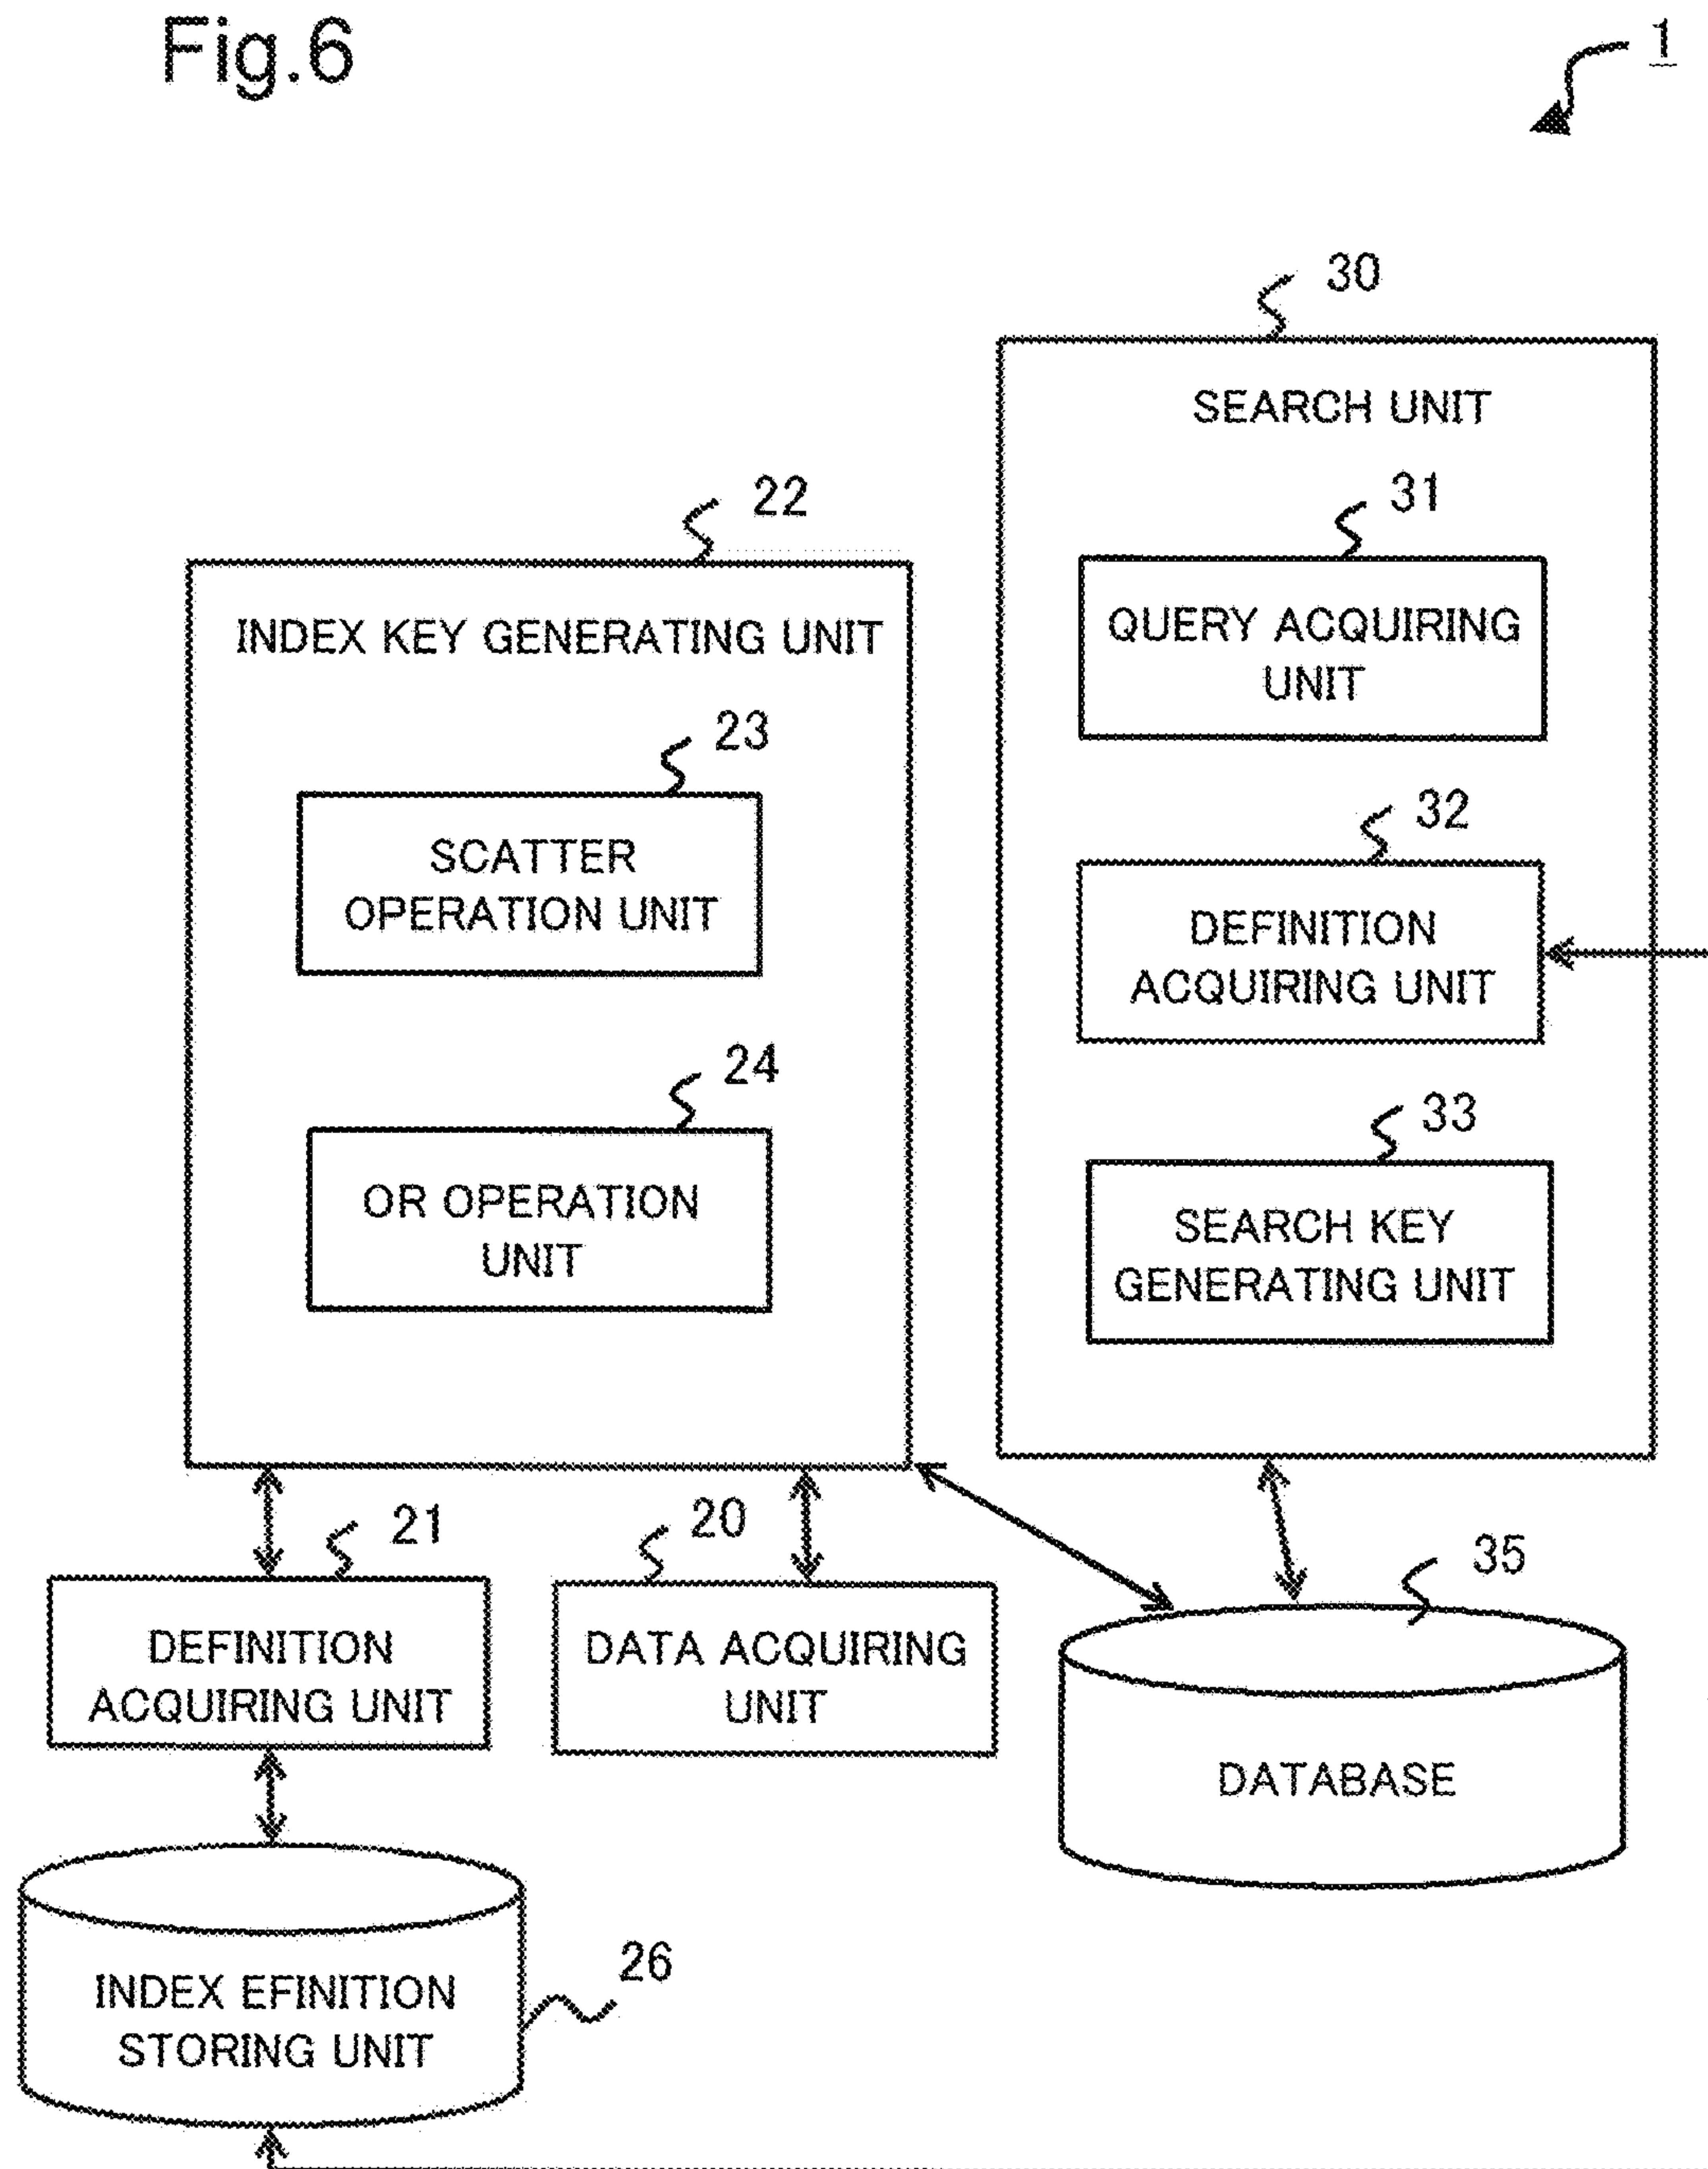 Fig.6
1
30
SEARCH UNIT
31
QUERY ACQUIRING
UNIT
32
DEFINITION
ACQUIRING UNIT
33
SEARCH KEY
GENERATING UNIT
22
INDEX KEY GENERATING UNIT
23
SCATTER
OPERATION UNIT
24
OR OPERATION
UNIT
21
DEFINITION
ACQUIRING UNIT
20
DATA ACQUIRING
UNIT
35
DATABASE
26
INDEX EFINITION
STORING UNIT